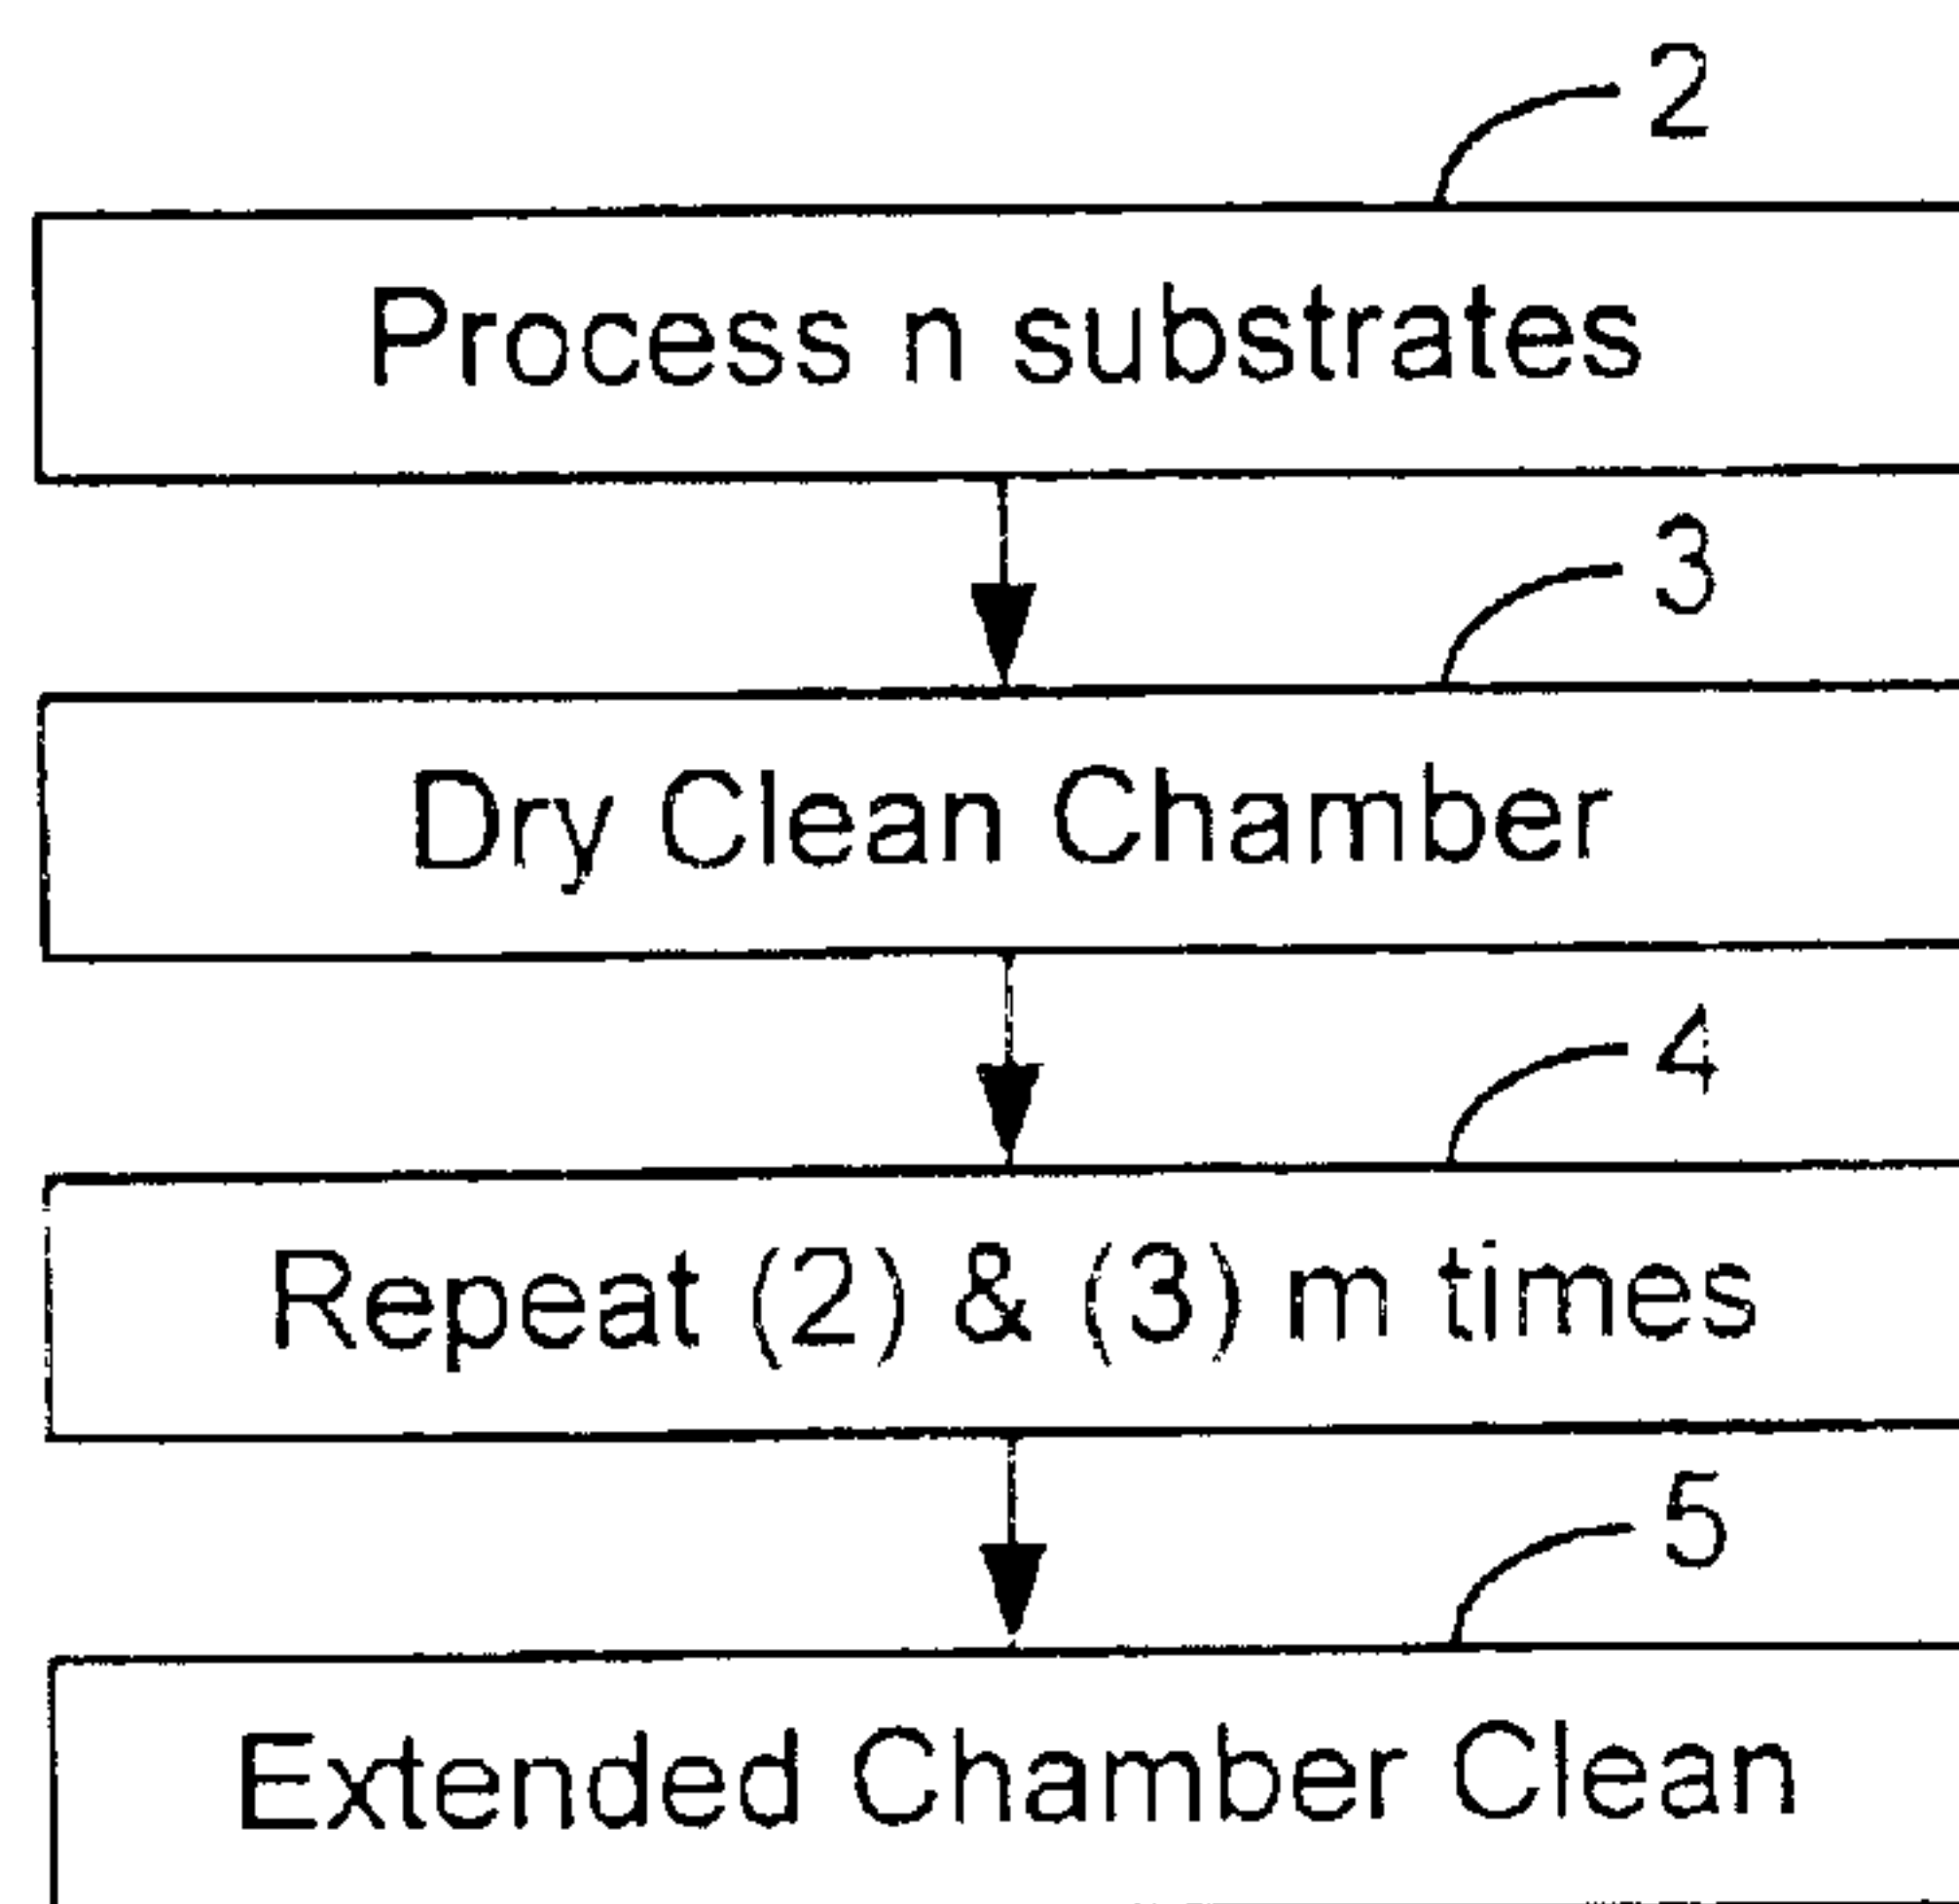 2
Process n substrates
3
Dry Clean Chamber
4
Repeat (2) & (3) m times
5
Extended Chamber Clean